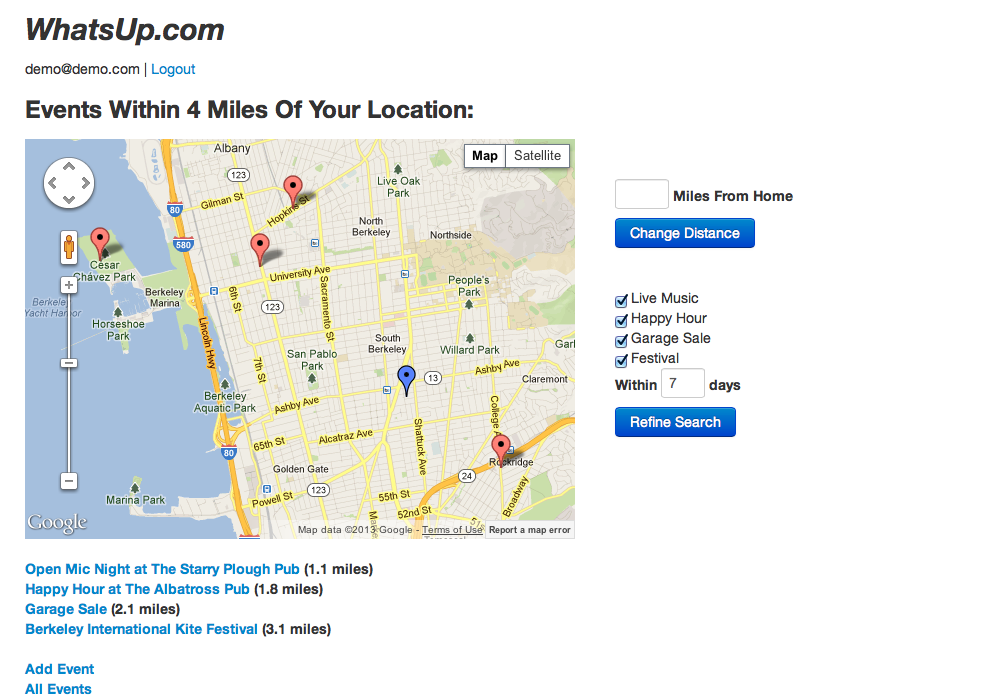 WhatsUp.com
demo@demo.com | Logout
Events Within 4 Miles Of Your Location:
Map Satellite
Albany
123
Live Oak
Park
Gilman St
Hopkins St
80
North
Berkeley
Northside
580
César
Chávez Park
University Ave
People's
Park
Berkeley
Marina
6th St
Sacramento St
123
Berkeley
Yacht Harbor
Horseshoe
Park
Lincoln Hwy
South
Berkeley
Willard Park
San Pablo
Park
7th St
Ashby Ave
13
Claremont
Berkeley
Aquatic Park
Ashby Ave
College A
Shattuck Ave
65th St
Alcatraz Ave
80
Rockridge
Golden Gate
24
123
Marina Park
Powell St
55th St
Broadway
52nd St
Google
Map data ©2013 Google - Terms of Use
Report a map error
Miles From Home
Change Distance
Live Music
Happy Hour
Garage Sale
Festival
Within 7 days
Refine Search
Open Mic Night at The Starry Plough Pub (1.1 miles)
Happy Hour at The Albatross Pub (1.8 miles)
Garage Sale (2.1 miles)
Berkeley International Kite Festival (3.1 miles)
Add Event
All Events